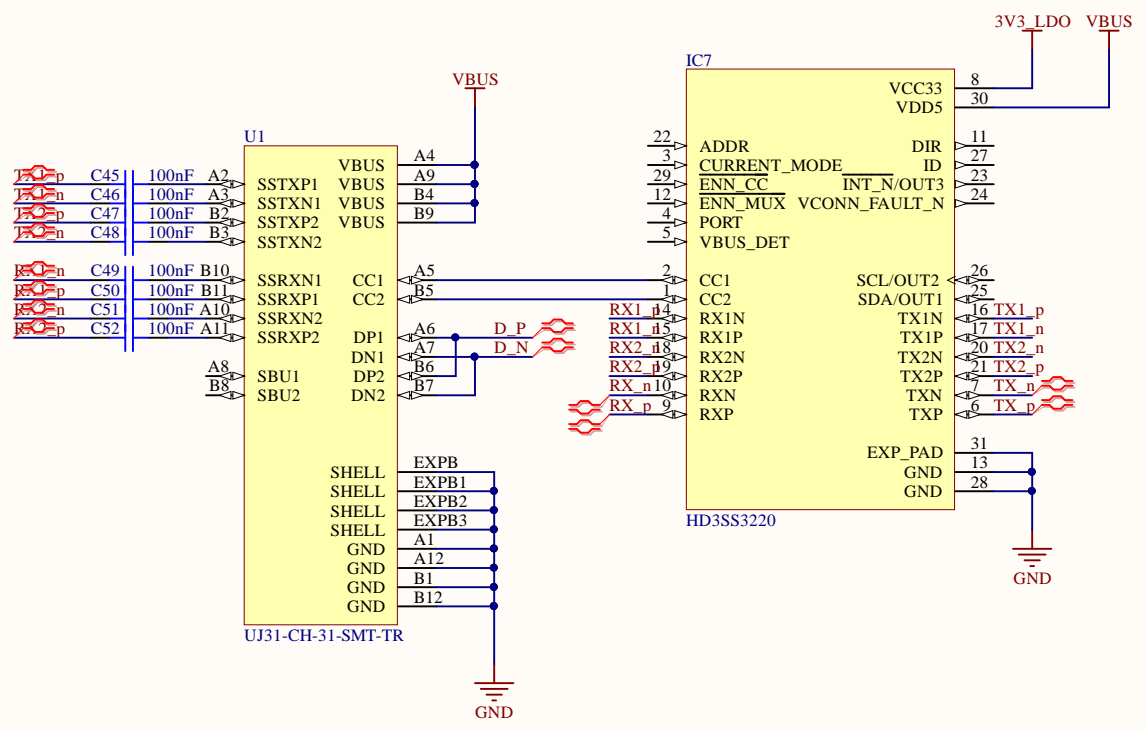 3V3_LDO VBUS
IC7
VBUS
VCC33 8
VDD5 30
U1
22 ADDR DIR 11
3 CURRENT_MODE ID 27
29 ENN_CC INT_N/OUT3 23
12 ENN_MUX VCONN_FAULT_N 24
4 PORT
5 VBUS_DET
VBUS A4
TX1_p C45 100nF A2 SSTXP1 VBUS A9
TX1_n C46 100nF A3 SSTXN1 VBUS B4
TX2_p C47 100nF B2 SSTXP2 VBUS B9
TX2_n C48 100nF B3 SSTXN2
RX1_n C49 100nF B10 SSRXN1 CC1 A5
RX1_p C50 100nF B11 SSRXP1 CC2 B5
RX2_n C51 100nF A10 SSRXN2
RX2_p C52 100nF A11 SSRXP2 DP1 A6 D_P
DN1 A7 D_N
A8 SBU1 DP2 B6
B8 SBU2 DN2 B7
2 CC1 SCL/OUT2 26
1 CC2 SDA/OUT1 25
RX1_p 14 RX1N TX1N 16 TX1_p
RX1_n 15 RX1P TX1P 17 TX1_n
RX2_n 18 RX2N TX2N 20 TX2_n
RX2_p 19 RX2P TX2P 21 TX2_p
RX_n 10 RXN TXN 7 TX_n
RX_p 9 RXP TXP 6 TX_p
EXP_PAD 31
GND 13
GND 28
HD3SS3220
GND
SHELL EXPB
SHELL EXPB1
SHELL EXPB2
SHELL EXPB3
GND A1
GND A12
GND B1
GND B12
UJ31-CH-31-SMT-TR
GND